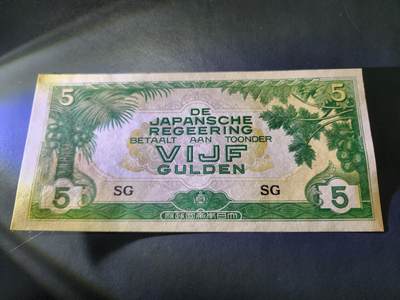 5 5
DE
JAPANSCHE
REGEERING
BETAALT AAN TOONDER
VIJF
GULDEN
5 SG SG 5